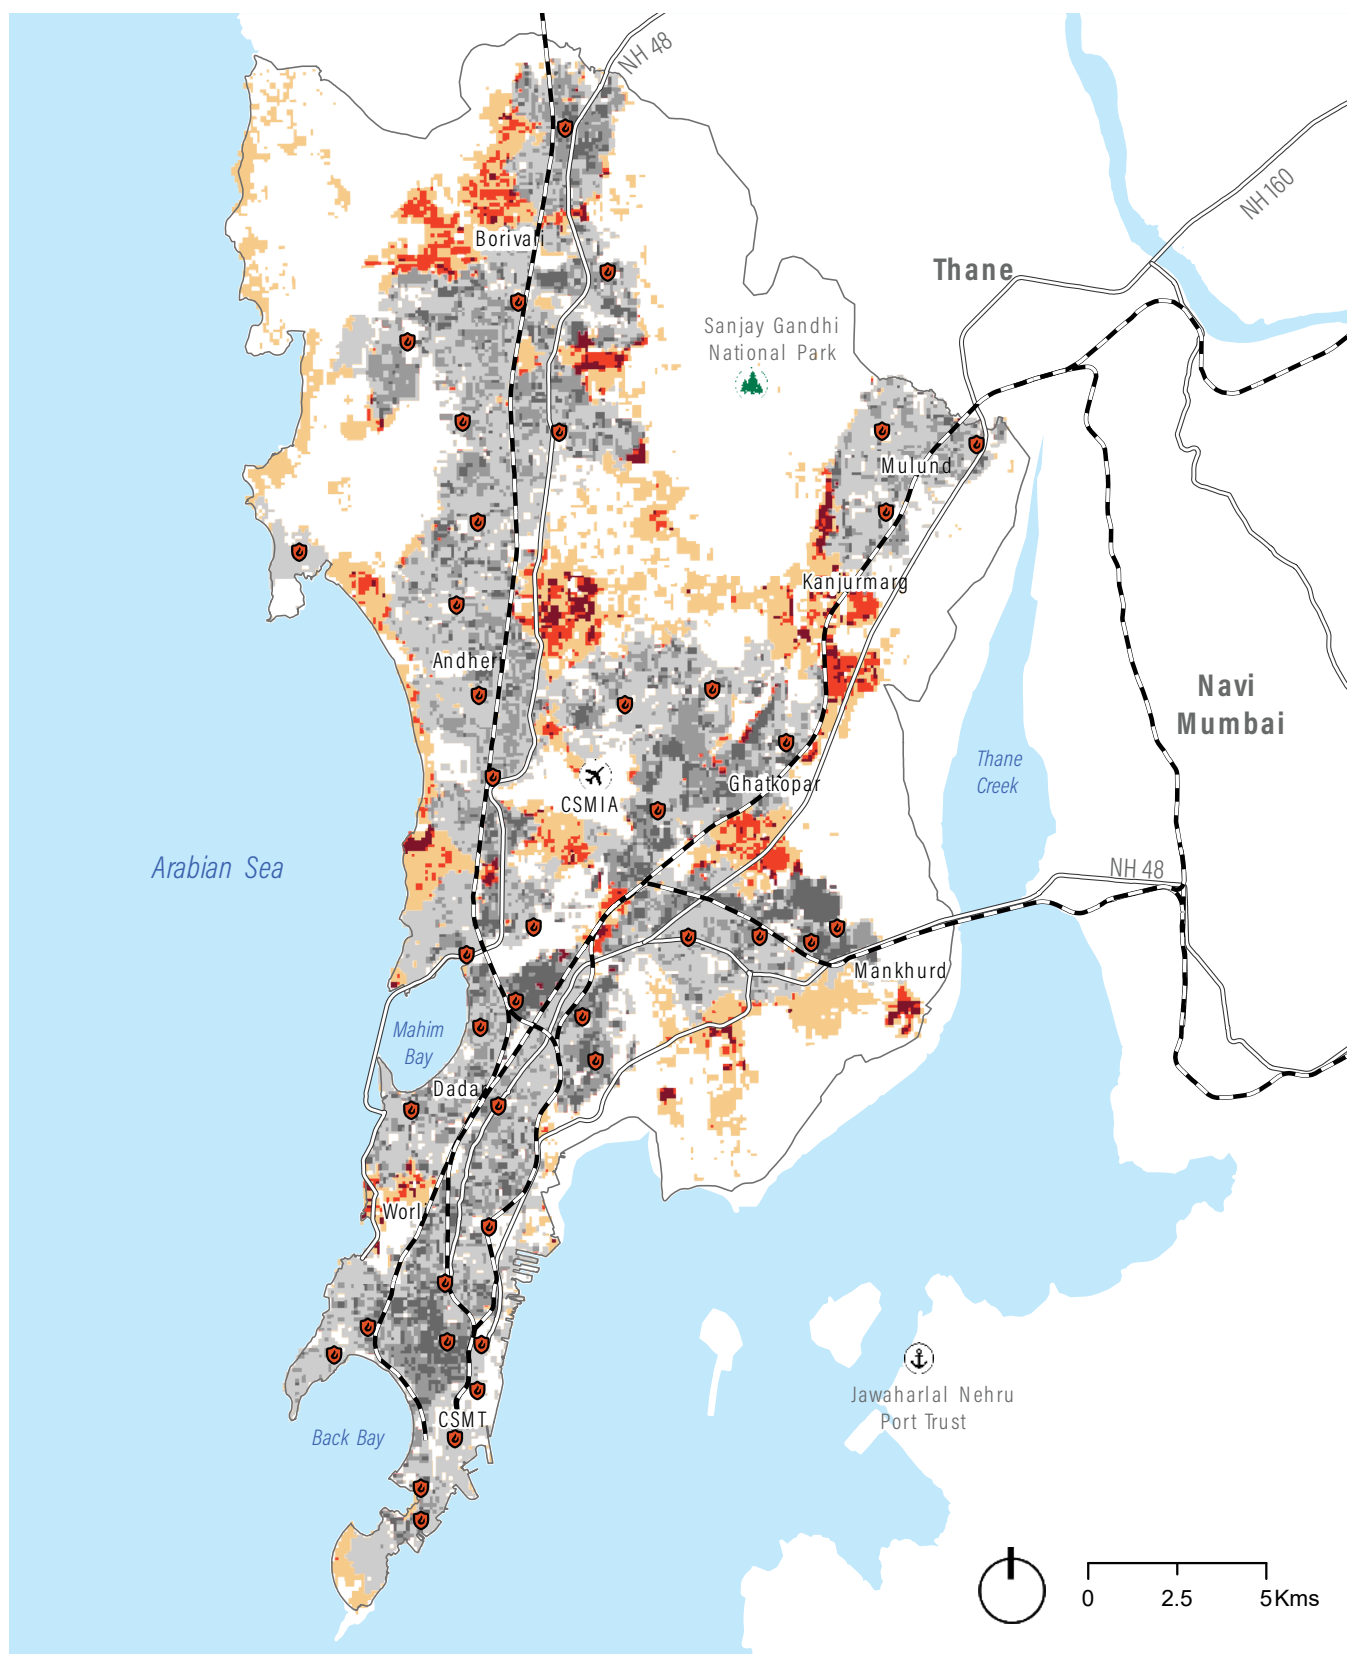 NH 48
NH 160
Thane
Borivari
Sanjay Gandhi
National Park
Mulund
Kanjurmarg
Andheri
Navi
Mumbai
Thane
Creek
Ghatkopar
CSMIA
Arabian Sea
NH 48
Mankhurd
Mahim
Bay
Dadar
Worli
Jawaharlal Nehru
Port Trust
CSMT
Back Bay
0 2.5 5Kms